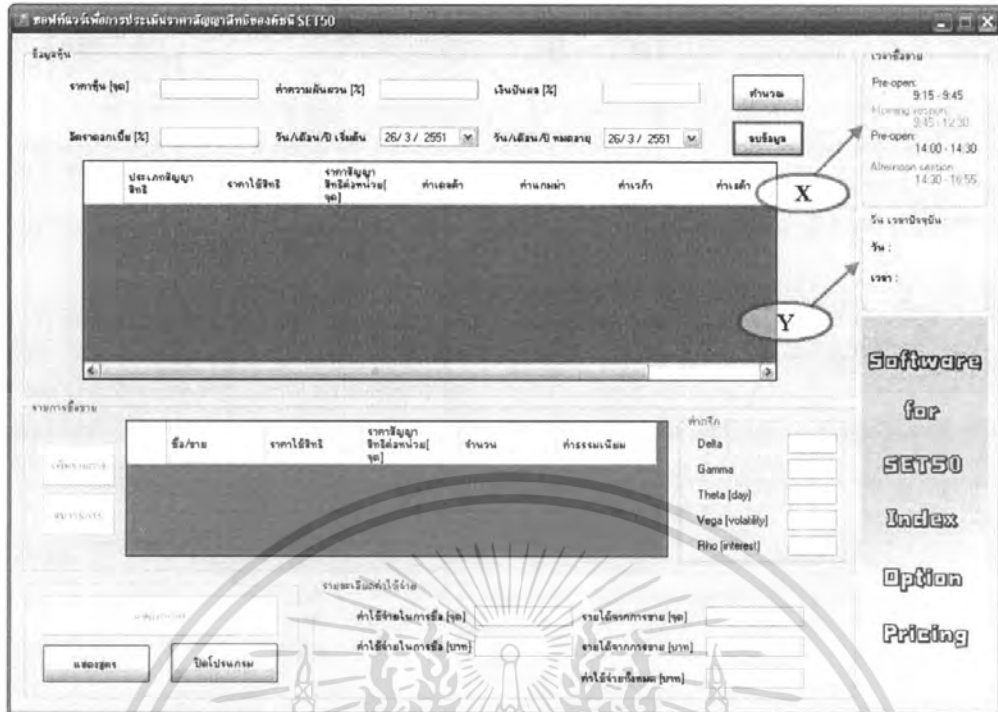 ซอฟท์แวร์เพื่อการประเมินราคาสัญญาสิทธิของดัชนี SET50
ข้อมูลหุ้น
ราคาหุ้น [จุด]
ค่าความผันผวน [%]
เงินปันผล [%]
คำนวณ
อัตราดอกเบี้ย [%]
วัน/เดือน/ปี เริ่มต้น 26/ 3 / 2551
วัน/เดือน/ปี หมดอายุ 26/ 3 / 2551
ลบข้อมูล
ประเภทสัญญาสิทธิ
ราคาใช้สิทธิ
ราคาสัญญาสิทธิต่อหน่วย[จุด]
ค่าเดลต้า
ค่าแกมม่า
ค่าเวก้า
ค่าเธต้า
X
Y
เวลาซื้อขาย
Pre-open:
9:15 - 9:45
Morning session:
9:45 - 12:30
Pre-open:
14:00 - 14:30
Afternoon session:
14:30 - 16:55
วัน เวลาปัจจุบัน
วัน :
เวลา :
Software
for
SET50
Index
Option
Pricing
รายการซื้อขาย
ซื้อ/ขาย
ราคาใช้สิทธิ
ราคาสัญญาสิทธิต่อหน่วย[จุด]
จำนวน
ค่าธรรมเนียม
ค่ากรีก
Delta
Gamma
Theta [day]
Vega [volatility]
Rho [interest]
รายละเอียดค่าใช้จ่าย
ค่าใช้จ่ายในการซื้อ [จุด]
รายได้จากการขาย [จุด]
ค่าใช้จ่ายในการซื้อ [บาท]
รายได้จากการขาย [บาท]
ค่าใช้จ่ายทั้งหมด [บาท]
แสดงสูตร
ปิดโปรแกรม